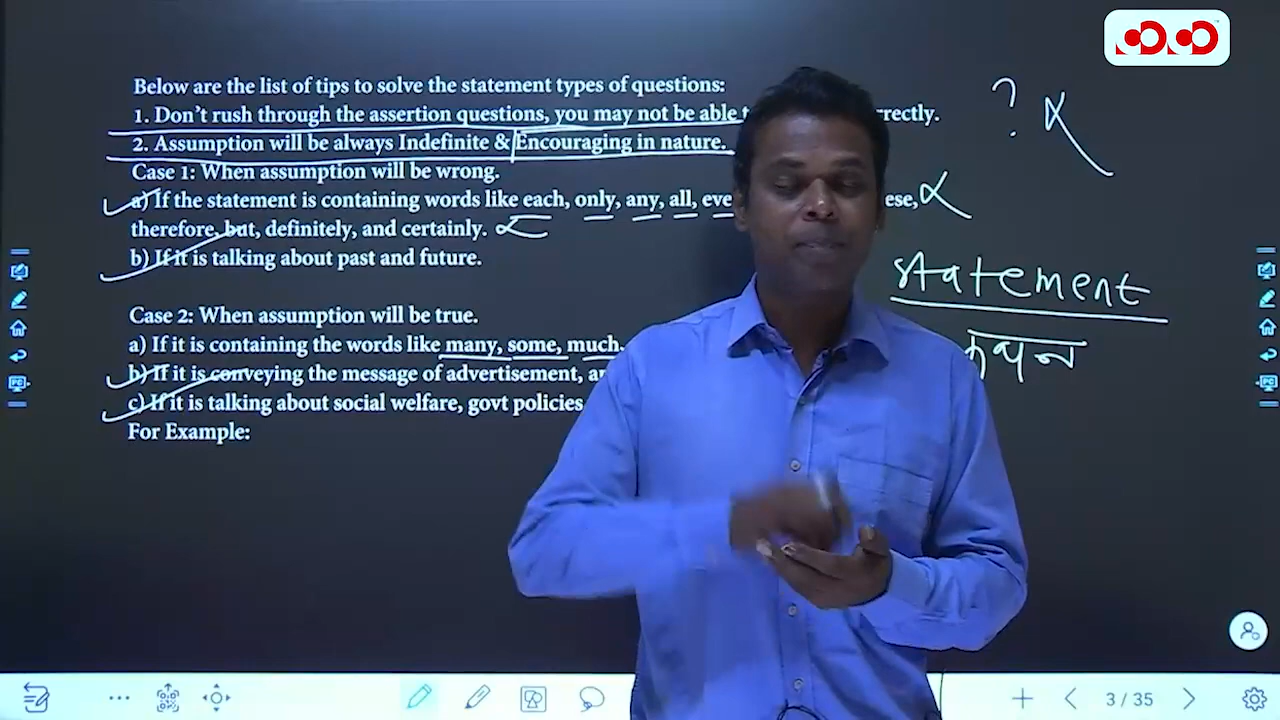 Below are the list of tips to solve the statement types of questions:
1. Don't rush through the assertion questions, you may not be able
2. Assumption will be always Indefinite & Encouraging in nature.
Case 1: When assumption will be wrong.
a) If the statement is containing words like each, only, any, all,
therefore, but, definitely, and certainly.
b) If it is talking about past and future.
Case 2: When assumption will be true.
a) If it is containing the words like many, some, much.
b) If it is conveying the message of advertisement,
c) If it is talking about social welfare, govt policies
For Example:
?
statement
कथन
3 / 35